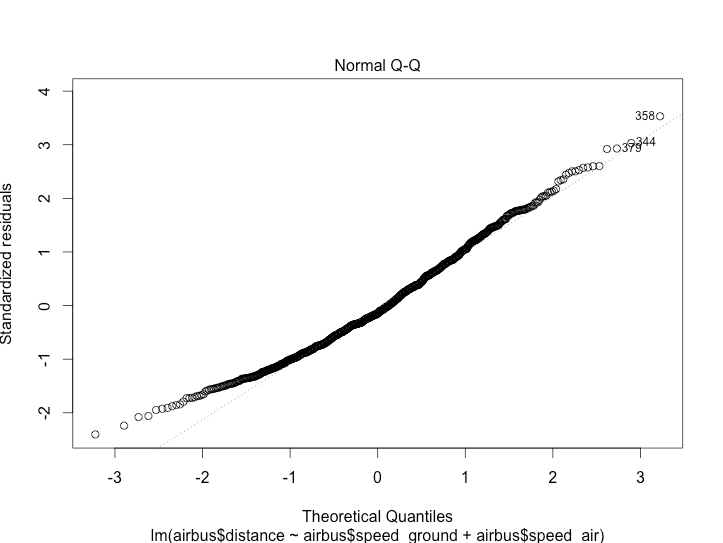 Normal Q-Q
4
3
2
1
0
-1
-2
Standardized residuals
358
344
379
-3 -2 -1 0 1 2 3
Theoretical Quantiles
lm(airbus$distance ~ airbus$speed_ground + airbus$speed_air)